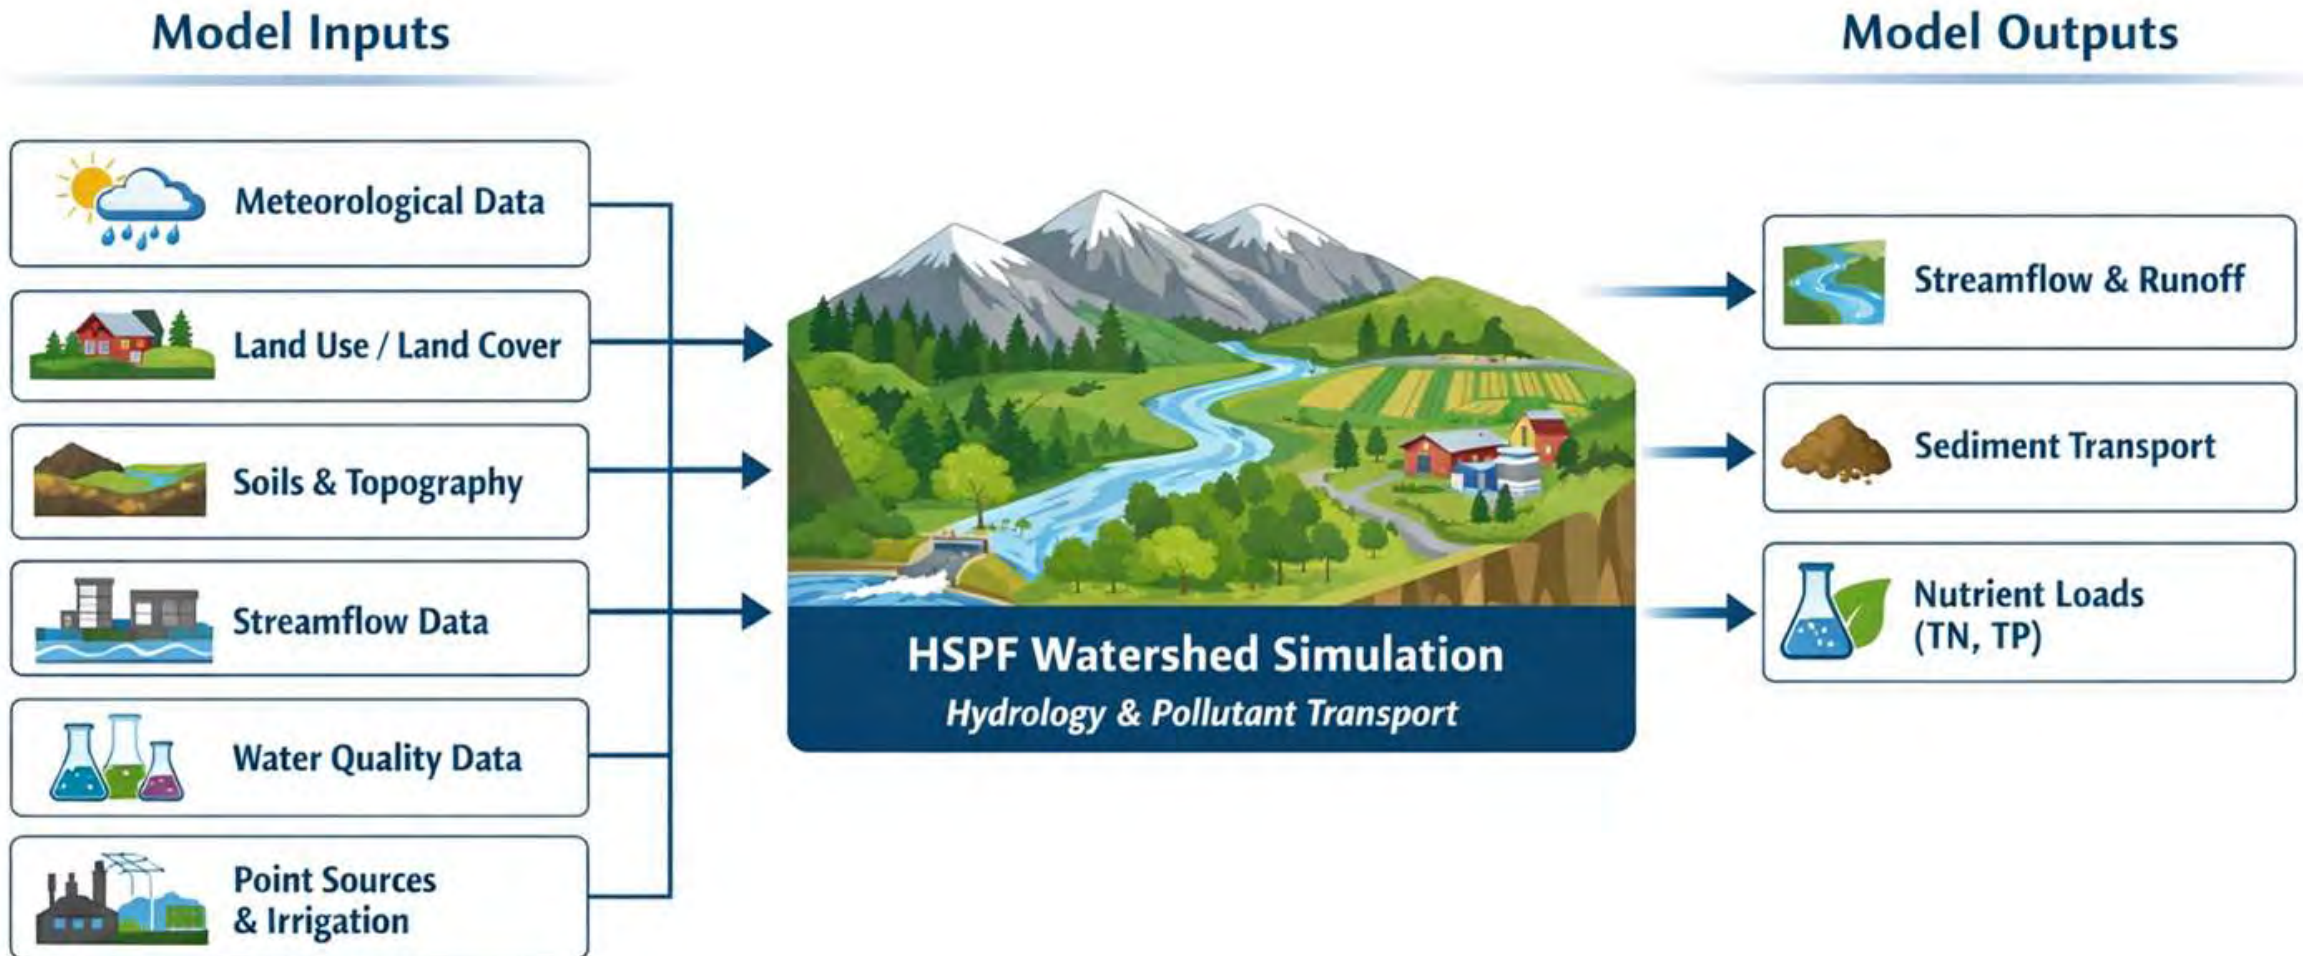 Model Inputs
Meteorological Data
Land Use / Land Cover
Soils & Topography
Streamflow Data
Water Quality Data
Point Sources
& Irrigation
HSPF Watershed Simulation
Hydrology & Pollutant Transport
Model Outputs
Streamflow & Runoff
Sediment Transport
Nutrient Loads
(TN, TP)